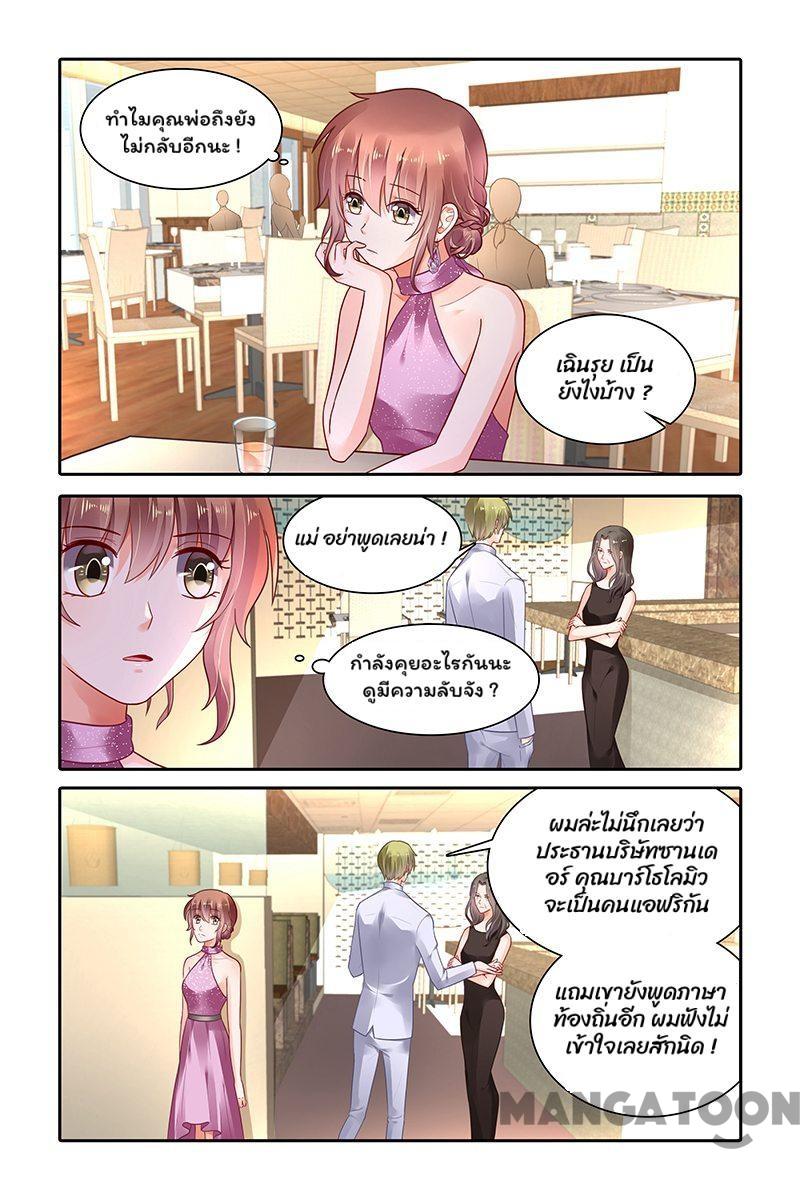 ทำไมคุณพ่อถึงยัง
ไม่กลับอีกนะ !
เฉินรุย เป็น
ยังไงบ้าง ?
แม่ อย่าพูดเลยน่า !
กำลังคุยอะไรกันนะ
ดูมีความลับจัง ?
ผมล่ะไม่นึกเลยว่า
ประธานบริษัทซานเด
อร์ คุณบาร์โธโลมิว
จะเป็นคนแอฟริกัน
แถมเขายังพูดภาษา
ท้องถิ่นอีก ผมฟังไม่
เข้าใจเลยสักนิด !
MANGATOON